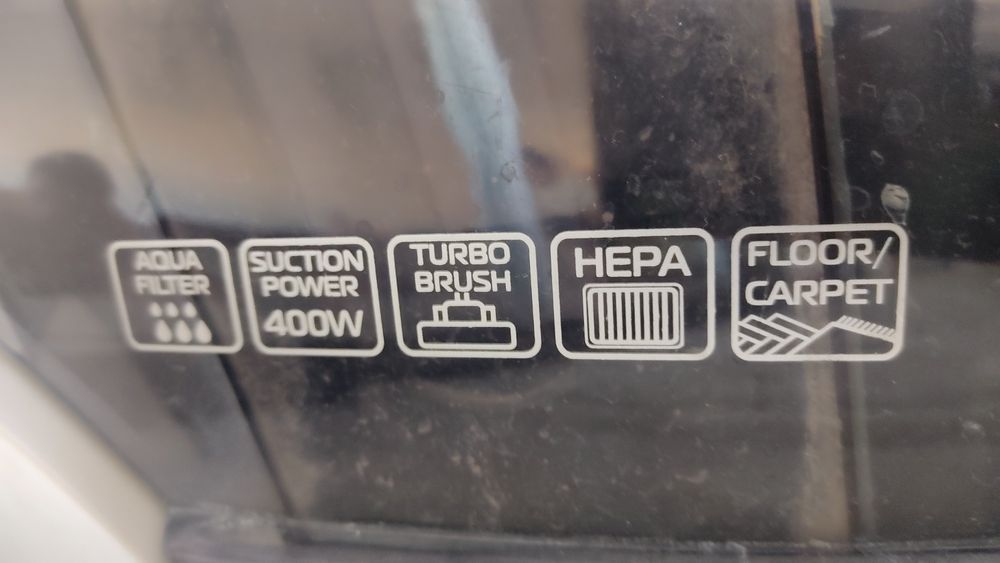 AQUA
FILTER
SUCTION
POWER
400W
TURBO
BRUSH
HEPA
FLOOR/
CARPET